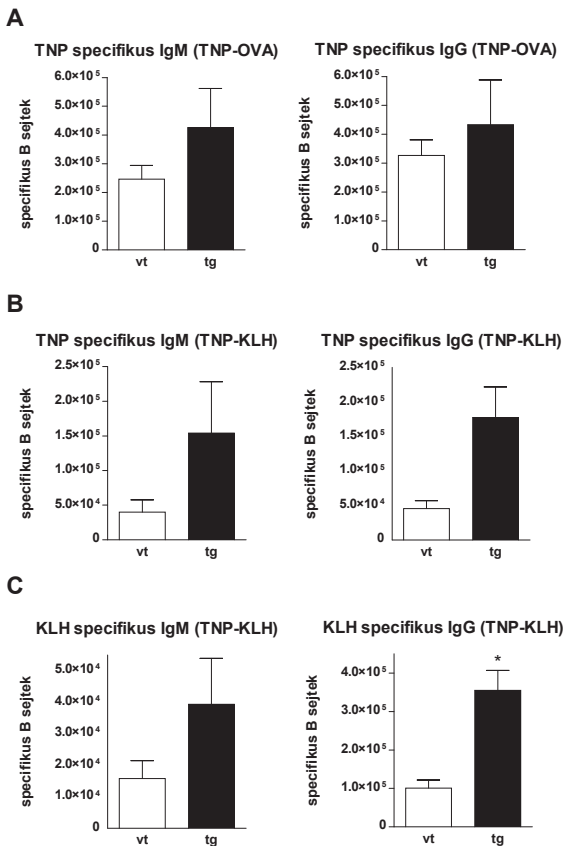 A
TNP specifikus IgM (TNP-OVA)
specifikus B sejtek
6.0×10⁵
5.0×10⁵
4.0×10⁵
3.0×10⁵
2.0×10⁵
1.0×10⁵
0
vt tg
TNP specifikus IgG (TNP-OVA)
specifikus B sejtek
6.0×10⁵
5.0×10⁵
4.0×10⁵
3.0×10⁵
2.0×10⁵
1.0×10⁵
0
vt tg
B
TNP specifikus IgM (TNP-KLH)
specifikus B sejtek
2.5×10⁵
2.0×10⁵
1.5×10⁵
1.0×10⁵
5.0×10⁴
0
vt tg
TNP specifikus IgG (TNP-KLH)
specifikus B sejtek
2.5×10⁵
2.0×10⁵
1.5×10⁵
1.0×10⁵
5.0×10⁴
0
vt tg
C
KLH specifikus IgM (TNP-KLH)
specifikus B sejtek
5.0×10⁴
4.0×10⁴
3.0×10⁴
2.0×10⁴
1.0×10⁴
0
vt tg
KLH specifikus IgG (TNP-KLH)
specifikus B sejtek
4.0×10⁵
3.0×10⁵
2.0×10⁵
1.0×10⁵
0
*
vt tg